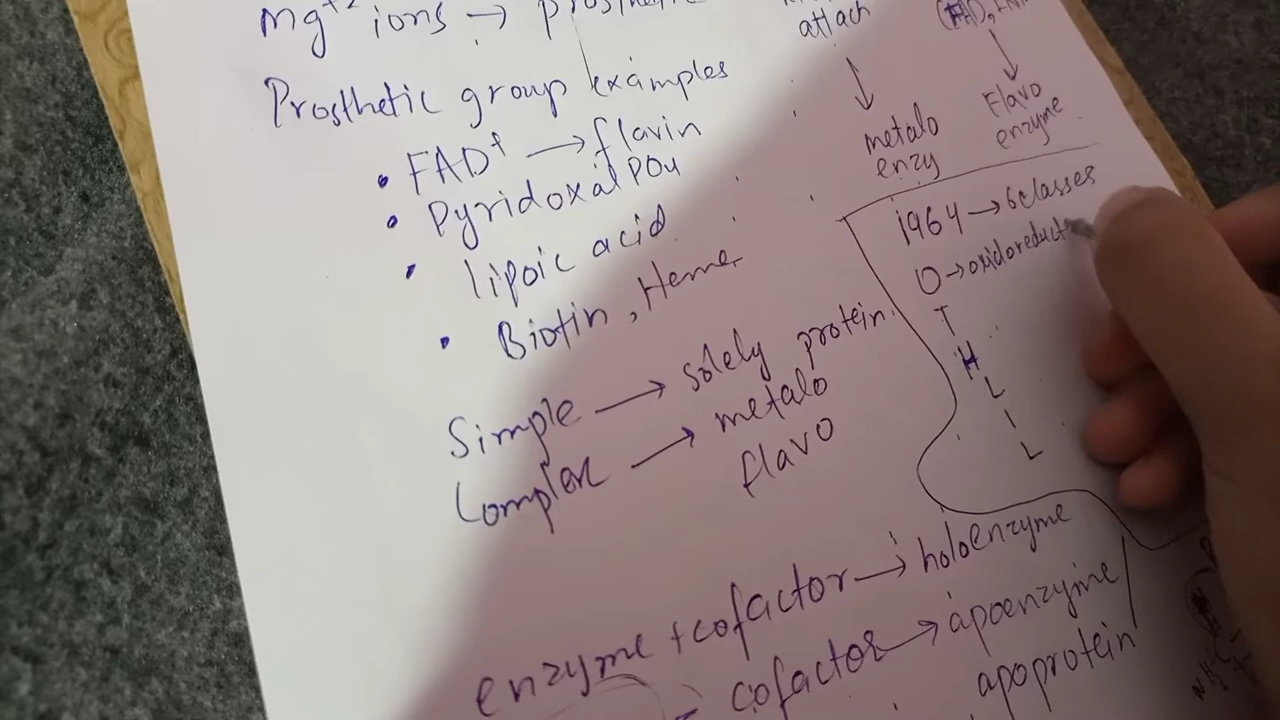 Mg+2 ions → prosthetic
Prosthetic group examples
• FAD+ → flavin
• Pyridoxal PO4
• lipoic acid
• Biotin, Heme
Simple → solely protein
Complex → metalo
flavo
enzyme + cofactor → holoenzyme
cofactor → apoenzyme/
apoprotein
attach
metalo
enzy
Flavo
enzyme
1964 → 6 classes
O → oxidoreduct
T
H
L
I
L